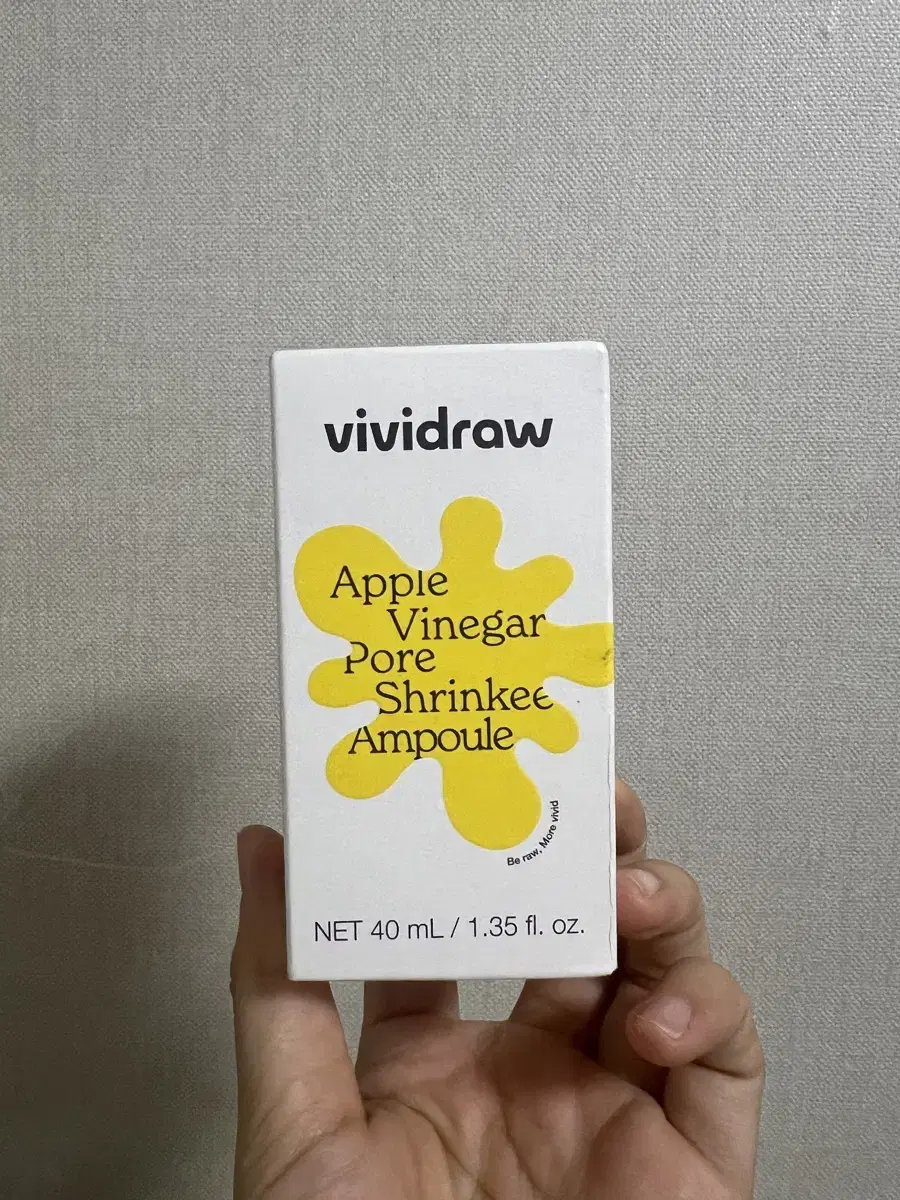 vividraw
Apple
Vinegar
Pore
Shrinkee
Ampoule
Be raw, More vivid
NET 40 mL / 1.35 fl. oz.